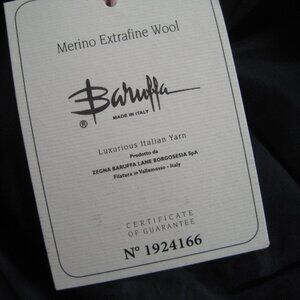 Merino Extrafine Wool
Baruffa
®
MADE IN ITALY
Luxurious Italian Yarn
Prodotto da
ZEGNA BARUFFA LANE BORGOSESIA SpA
Filatura in Vallemosso - Italy
CERTIFICATE
OF GUARANTEE
Nº 1924166